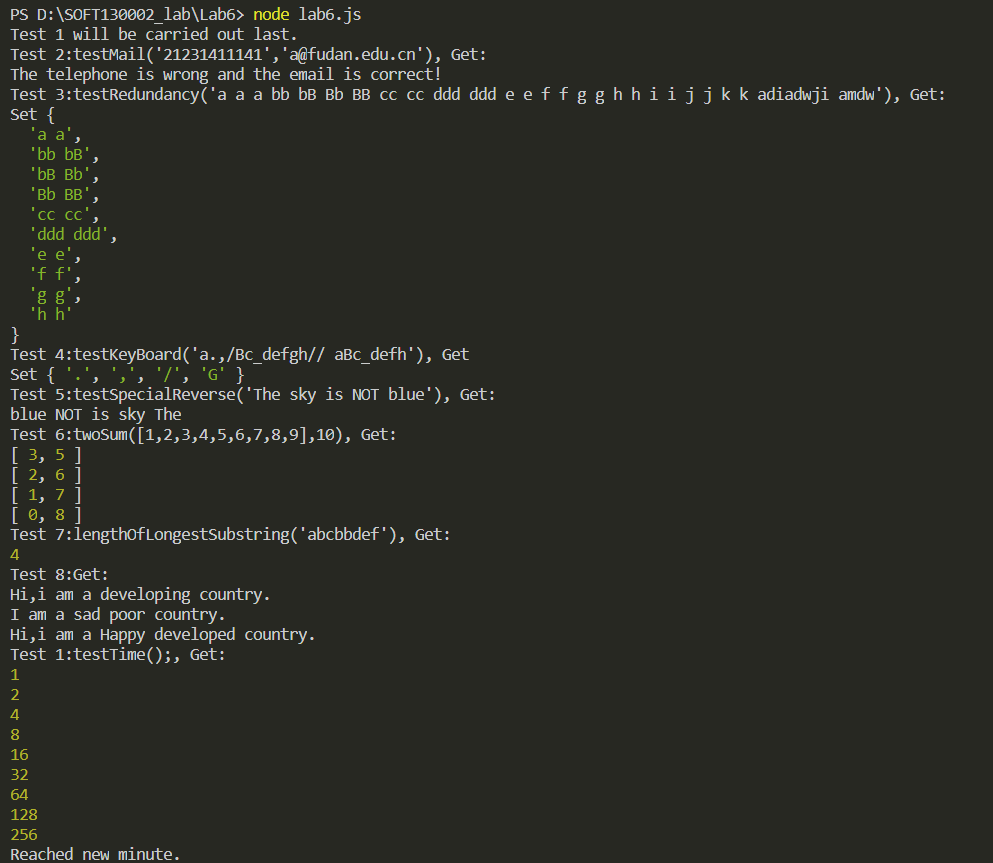 PS D:\SOFT130002_lab\Lab6> node lab6.js
Test 1 will be carried out last.
Test 2:testMail('21231411141','a@fudan.edu.cn'), Get:
The telephone is wrong and the email is correct!
Test 3:testRedundancy('a a a bb bB Bb BB cc cc ddd ddd e e f f g g h h i i j j k k adiadwji amdw'), Get:
Set {
  'a a',
  'bb bB',
  'bB Bb',
  'Bb BB',
  'cc cc',
  'ddd ddd',
  'e e',
  'f f',
  'g g',
  'h h'
}
Test 4:testKeyBoard('a.,/Bc_defgh// aBc_defh'), Get
Set { '.', ',', '/', 'G' }
Test 5:testSpecialReverse('The sky is NOT blue'), Get:
blue NOT is sky The
Test 6:twoSum([1,2,3,4,5,6,7,8,9],10), Get:
[ 3, 5 ]
[ 2, 6 ]
[ 1, 7 ]
[ 0, 8 ]
Test 7:lengthOfLongestSubstring('abcbbdef'), Get:
4
Test 8:Get:
Hi,i am a developing country.
I am a sad poor country.
Hi,i am a Happy developed country.
Test 1:testTime();, Get:
1
2
4
8
16
32
64
128
256
Reached new minute.